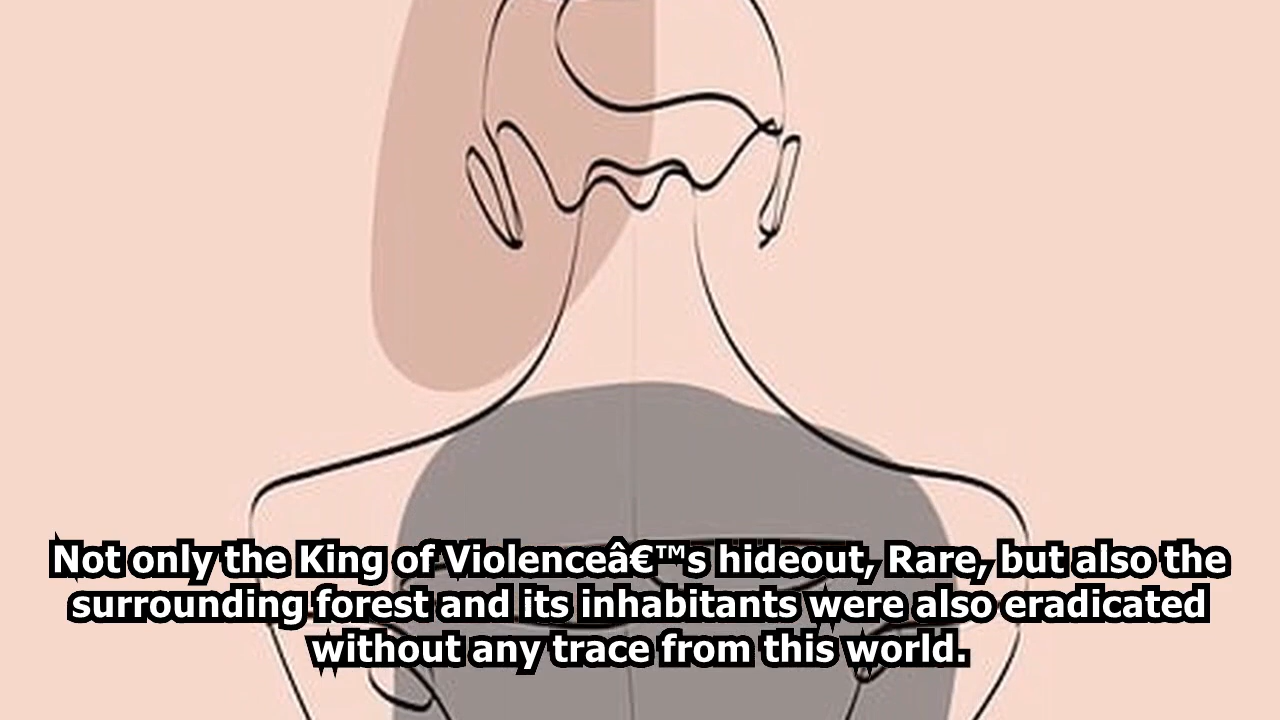 Not only the King of Violenceâ€™s hideout, Rare, but also the
surrounding forest and its inhabitants were also eradicated
without any trace from this world.